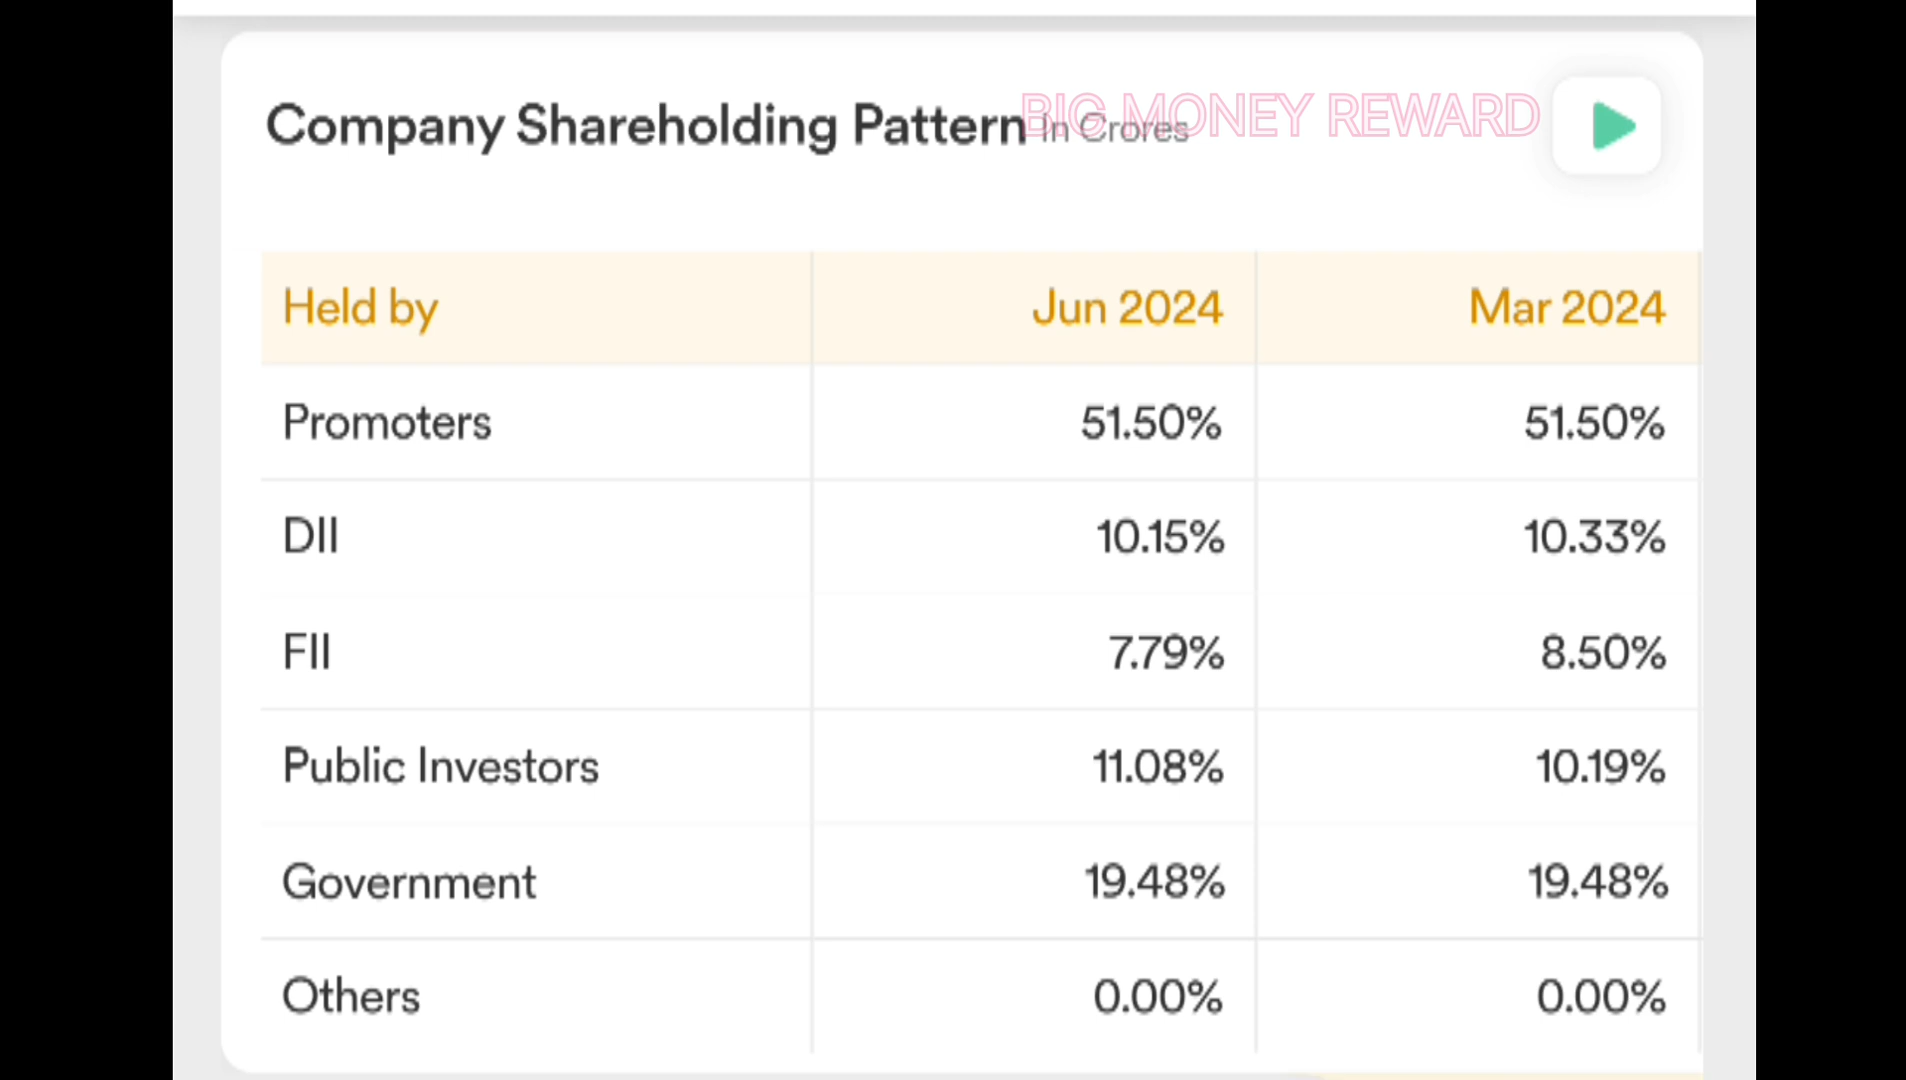 Company Shareholding Pattern In Crores
BIG MONEY REWARD
Held by Jun 2024 Mar 2024
Promoters 51.50% 51.50%
DII 10.15% 10.33%
FII 7.79% 8.50%
Public Investors 11.08% 10.19%
Government 19.48% 19.48%
Others 0.00% 0.00%